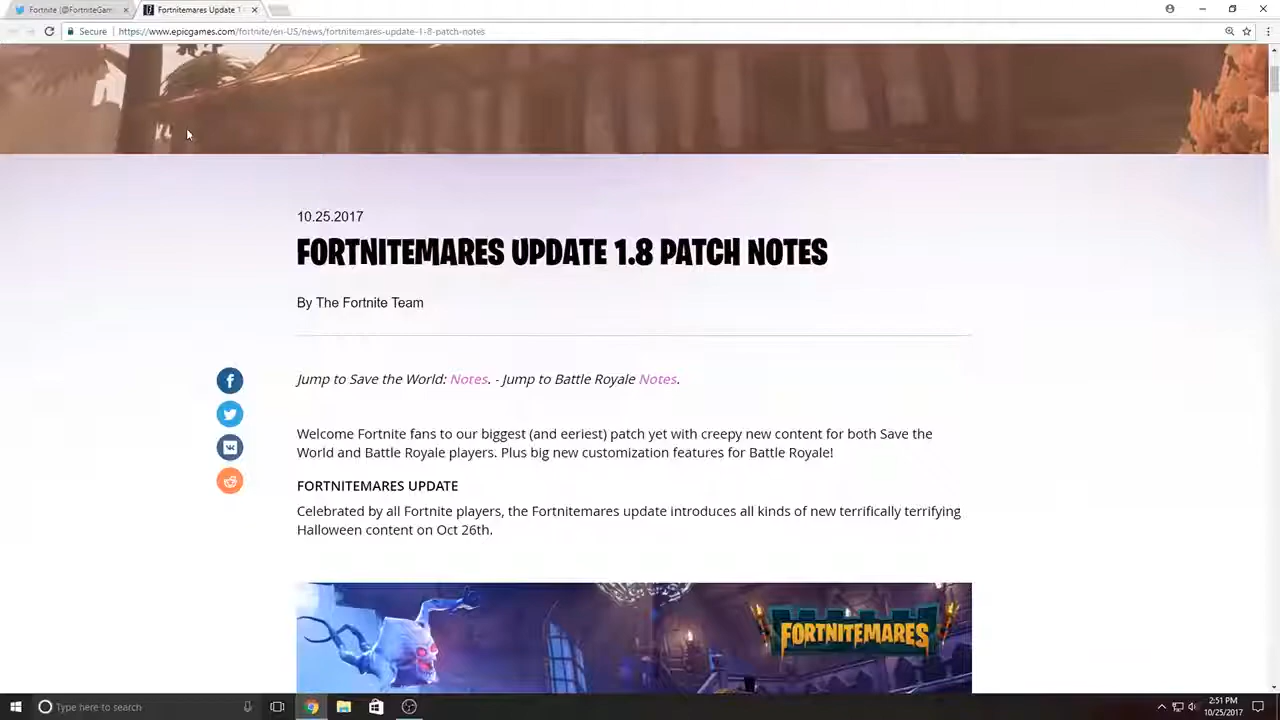 Fortnite (@FortniteGam
Fortnitemares Update 1
Secure
https://www.epicgames.com/fortnite/en-US/news/fortnitemares-update-1-8-patch-notes
10.25.2017
FORTNITEMARES UPDATE 1.8 PATCH NOTES
By The Fortnite Team
Jump to Save the World: Notes. - Jump to Battle Royale Notes.
Welcome Fortnite fans to our biggest (and eeriest) patch yet with creepy new content for both Save the
World and Battle Royale players. Plus big new customization features for Battle Royale!
FORTNITEMARES UPDATE
Celebrated by all Fortnite players, the Fortnitemares update introduces all kinds of new terrifically terrifying
Halloween content on Oct 26th.
FORTNITEMARES
Type here to search
2:51 PM
10/25/2017